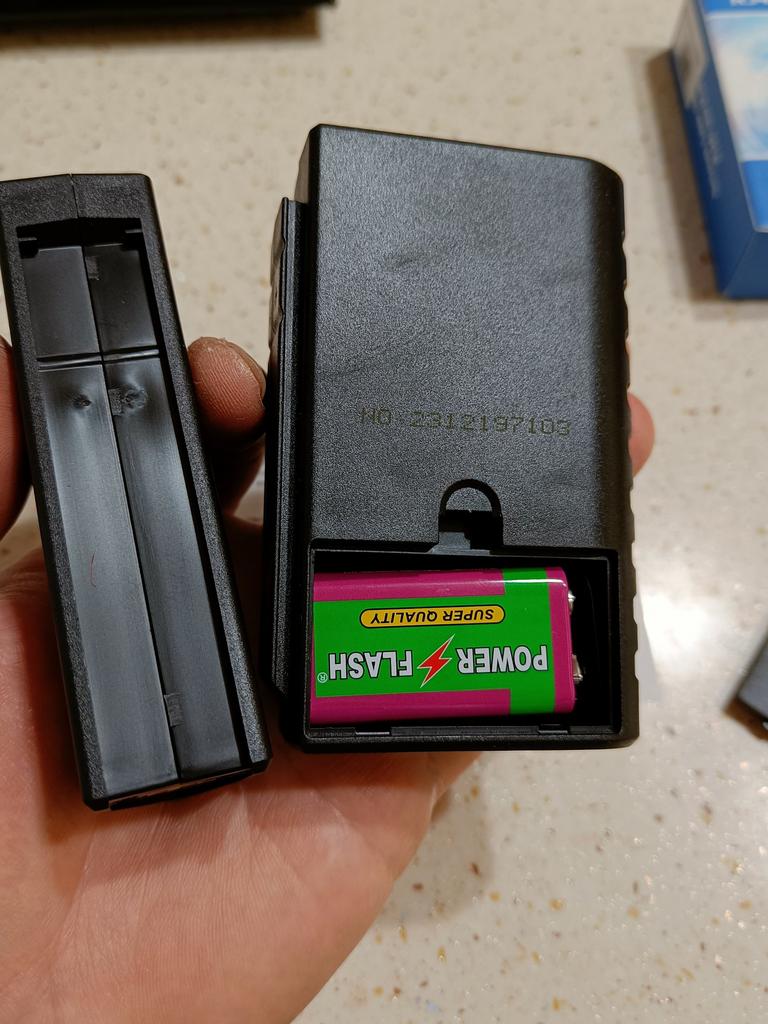 NO 2312197103
SUPER QUALITY
POWER FLASH®